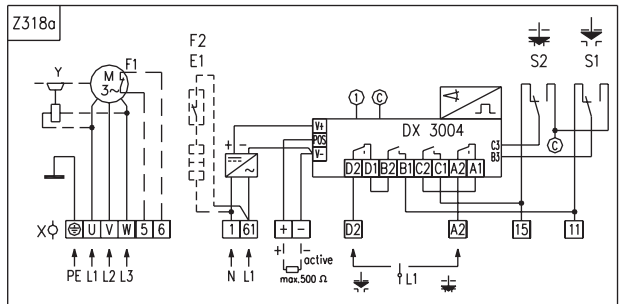 Z318a
F2
E1
S2
S1
Y
M
3~
F1
1
C
DX 3004
V+
POS
V-
+ -
C3
B3
C
D2 D1 B2 B1 C2 C1 A2 A1
X
U V W 5 6
1 61
+ -
D2
A2
15
11
PE L1 L2 L3
N L1
+ -
active
max.500 Ω
L1